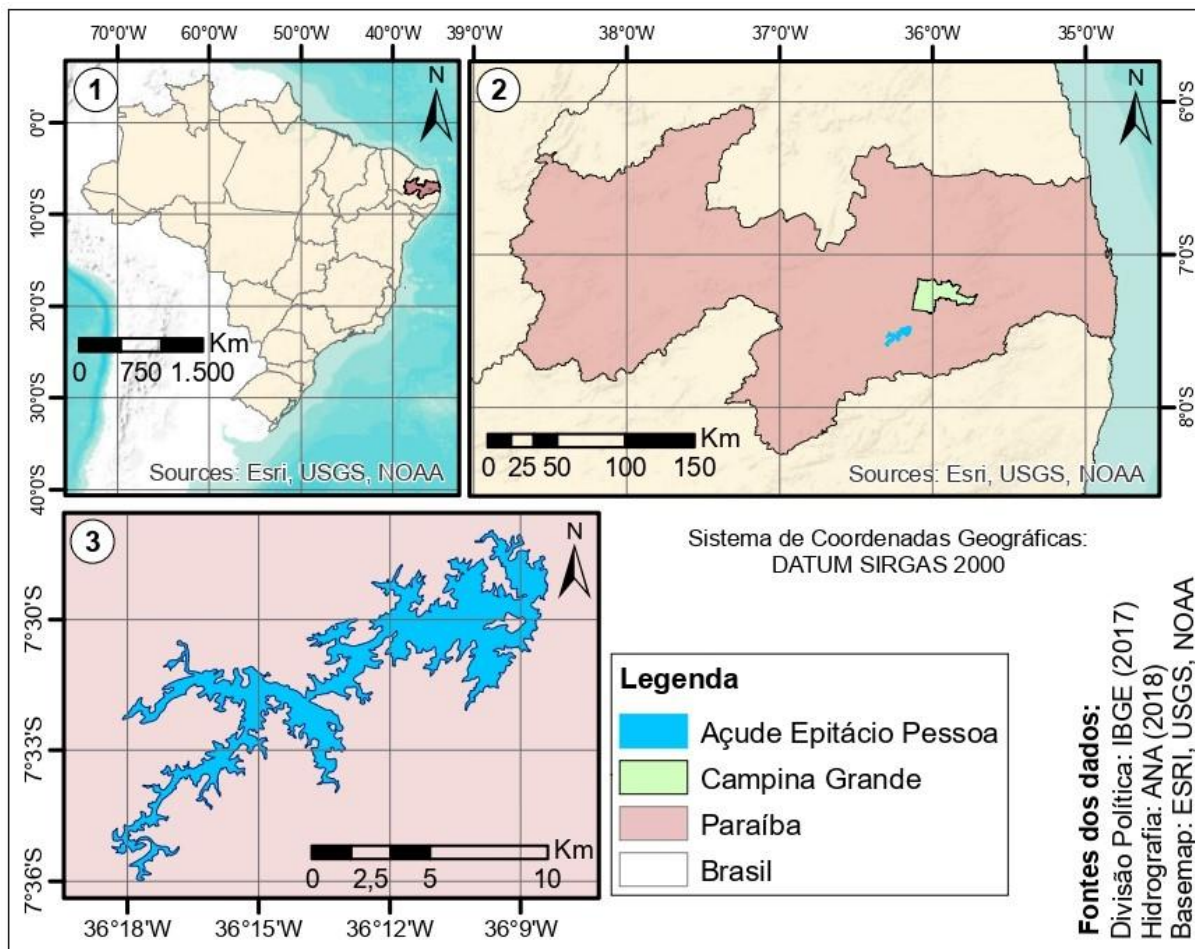 70°0'W 60°0'W 50°0'W 40°0'W 39°0'W 38°0'W 37°0'W 36°0'W 35°0'W
1
N
0°0'
10°0'S
20°0'S
30°0'S
40°0'S
Km
0 750 1.500
Sources: Esri, USGS, NOAA
2
N
6°0'S
7°0'S
8°0'S
Km
0 25 50 100 150
Sources: Esri, USGS, NOAA
3
N
7°30'S
7°33'S
7°36'S
Km
0 2,5 5 10
36°18'W 36°15'W 36°12'W 36°9'W
Sistema de Coordenadas Geográficas:
DATUM SIRGAS 2000
Legenda
Açude Epitácio Pessoa
Campina Grande
Paraíba
Brasil
Fontes dos dados:
Divisão Política: IBGE (2017)
Hidrografia: ANA (2018)
Basemap: ESRI, USGS, NOAA